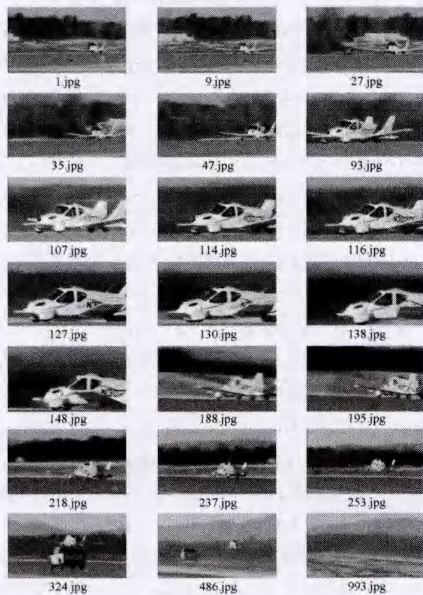 1.jpg 9.jpg 27.jpg
35.jpg 47.jpg 93.jpg
107.jpg 114.jpg 116.jpg
127.jpg 130.jpg 138.jpg
148.jpg 188.jpg 195.jpg
218.jpg 237.jpg 253.jpg
324.jpg 486.jpg 993.jpg